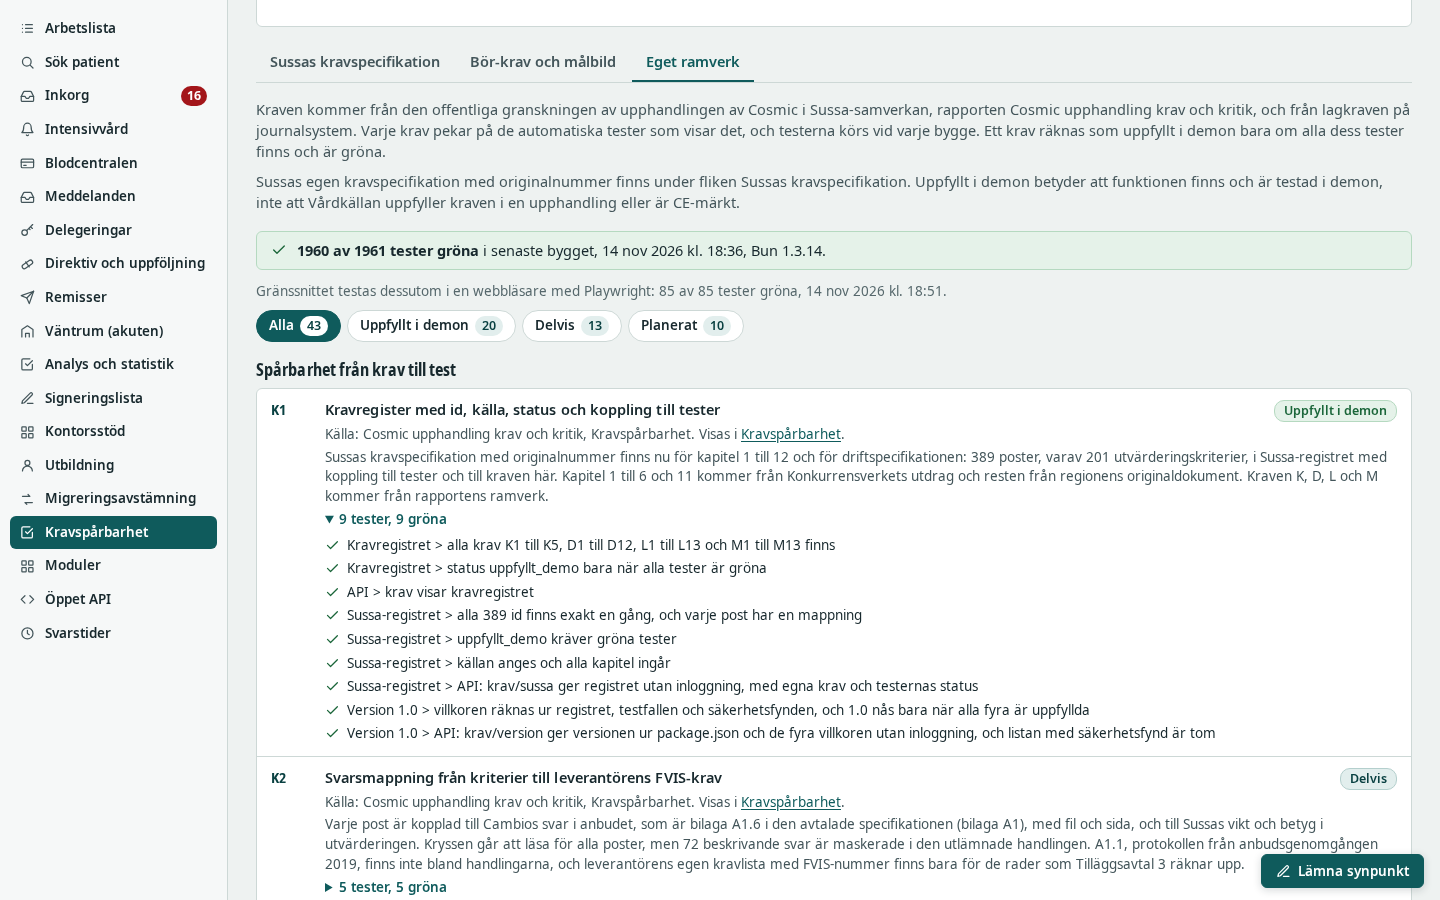 Arbetslista
Sök patient
Inkorg 16
Intensivvård
Blodcentralen
Meddelanden
Delegeringar
Direktiv och uppföljning
Remisser
Väntrum (akuten)
Analys och statistik
Signeringslista
Kontorsstöd
Utbildning
Migreringsavstämning
Kravspårbarhet
Moduler
Öppet API
Svarstider
Sussas kravspecifikation Bör-krav och målbild Eget ramverk
Kraven kommer från den offentliga granskningen av upphandlingen av Cosmic i Sussa-samverkan, rapporten Cosmic upphandling krav och kritik, och från lagkraven på
journalsystem. Varje krav pekar på de automatiska tester som visar det, och testerna körs vid varje bygge. Ett krav räknas som uppfyllt i demon bara om alla dess tester
finns och är gröna.
Sussas egen kravspecifikation med originalnummer finns under fliken Sussas kravspecifikation. Uppfyllt i demon betyder att funktionen finns och är testad i demon,
inte att Vårdkällan uppfyller kraven i en upphandling eller är CE-märkt.
1960 av 1961 tester gröna i senaste bygget, 14 nov 2026 kl. 18:36, Bun 1.3.14.
Gränssnittet testas dessutom i en webbläsare med Playwright: 85 av 85 tester gröna, 14 nov 2026 kl. 18:51.
Alla 43 Uppfyllt i demon 20 Delvis 13 Planerat 10
Spårbarhet från krav till test
K1 Kravregister med id, källa, status och koppling till tester Uppfyllt i demon
Källa: Cosmic upphandling krav och kritik, Kravspårbarhet. Visas i Kravspårbarhet.
Sussas kravspecifikation med originalnummer finns nu för kapitel 1 till 12 och för driftspecifikationen: 389 poster, varav 201 utvärderingskriterier, i Sussa-registret med
koppling till tester och till kraven här. Kapitel 1 till 6 och 11 kommer från Konkurrensverkets utdrag och resten från regionens originaldokument. Kraven K, D, L och M
kommer från rapportens ramverk.
9 tester, 9 gröna
Kravregistret > alla krav K1 till K5, D1 till D12, L1 till L13 och M1 till M13 finns
Kravregistret > status uppfyllt_demo bara när alla tester är gröna
API > krav visar kravregistret
Sussa-registret > alla 389 id finns exakt en gång, och varje post har en mappning
Sussa-registret > uppfyllt_demo kräver gröna tester
Sussa-registret > källan anges och alla kapitel ingår
Sussa-registret > API: krav/sussa ger registret utan inloggning, med egna krav och testernas status
Version 1.0 > villkoren räknas ur registret, testfallen och säkerhetsfynden, och 1.0 nås bara när alla fyra är uppfyllda
Version 1.0 > API: krav/version ger versionen ur package.json och de fyra villkoren utan inloggning, och listan med säkerhetsfynd är tom
K2 Svarsmappning från kriterier till leverantörens FVIS-krav Delvis
Källa: Cosmic upphandling krav och kritik, Kravspårbarhet. Visas i Kravspårbarhet.
Varje post är kopplad till Cambios svar i anbudet, som är bilaga A1.6 i den avtalade specifikationen (bilaga A1), med fil och sida, och till Sussas vikt och betyg i
utvärderingen. Kryssen går att läsa för alla poster, men 72 beskrivande svar är maskerade i den utlämnade handlingen. A1.1, protokollen från anbudsgenomgången
2019, finns inte bland handlingarna, och leverantörens egen kravlista med FVIS-nummer finns bara för de rader som Tilläggsavtal 3 räknar upp.
5 tester, 5 gröna
Lämna synpunkt